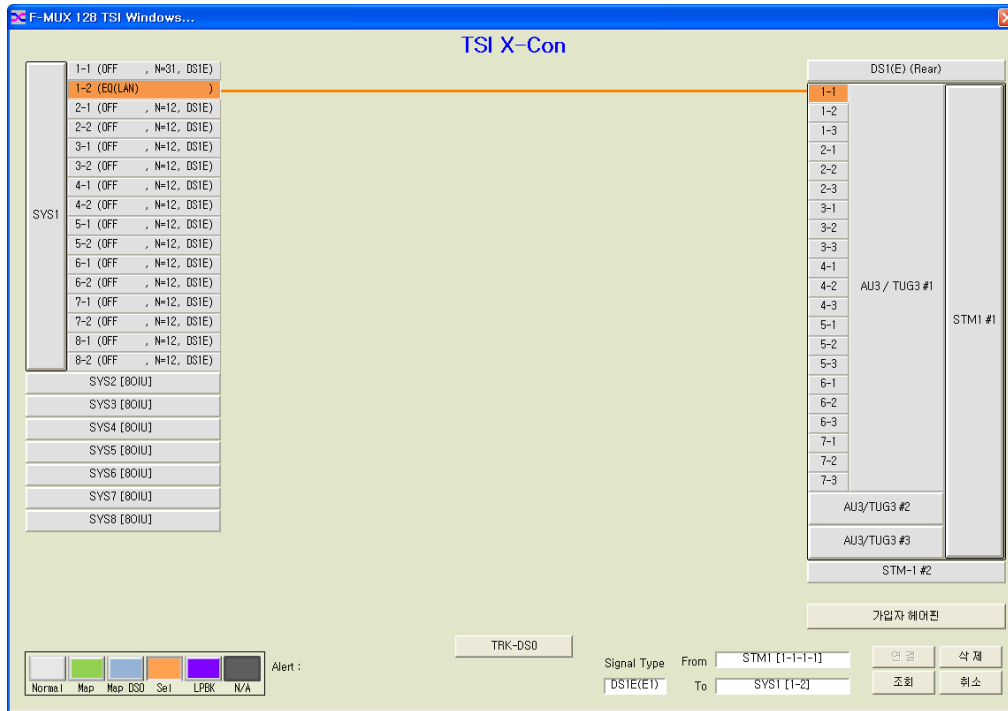 F-MUX 128 TSI Windows...
TSI X-Con
SYS1
1-1 (OFF , N=31, DS1E)
1-2 (EQ(LAN) )
2-1 (OFF , N=12, DS1E)
2-2 (OFF , N=12, DS1E)
3-1 (OFF , N=12, DS1E)
3-2 (OFF , N=12, DS1E)
4-1 (OFF , N=12, DS1E)
4-2 (OFF , N=12, DS1E)
5-1 (OFF , N=12, DS1E)
5-2 (OFF , N=12, DS1E)
6-1 (OFF , N=12, DS1E)
6-2 (OFF , N=12, DS1E)
7-1 (OFF , N=12, DS1E)
7-2 (OFF , N=12, DS1E)
8-1 (OFF , N=12, DS1E)
8-2 (OFF , N=12, DS1E)
SYS2 [8OIU]
SYS3 [8OIU]
SYS4 [8OIU]
SYS5 [8OIU]
SYS6 [8OIU]
SYS7 [8OIU]
SYS8 [8OIU]
DS1(E) (Rear)
1-1
1-2
1-3
2-1
2-2
2-3
3-1
3-2
3-3
4-1
4-2
4-3
5-1
5-2
5-3
6-1
6-2
6-3
7-1
7-2
7-3
AU3 / TUG3 #1
AU3/TUG3 #2
AU3/TUG3 #3
STM1 #1
STM-1 #2
가입자 헤어핀
TRK-DS0
Normal Map Map DS0 Sel LPBK N/A
Alert :
Signal Type From STM1 [1-1-1-1] 연결 삭제
DS1E(E1) To SYS1 [1-2] 조회 취소